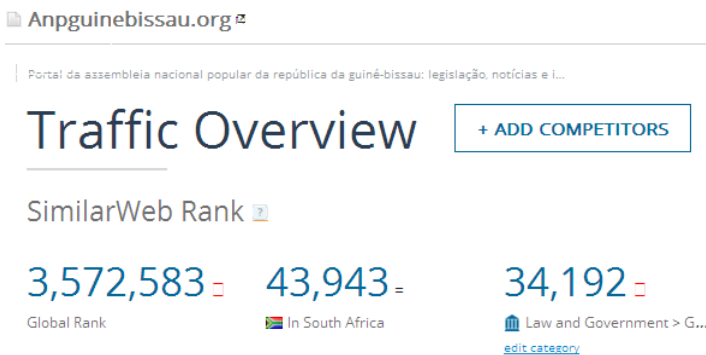 Anpguinebissau.org
Portal da assembleia nacional popular da república da guiné-bissau: legislação, notícias e i...
Traffic Overview
+ ADD COMPETITORS
SimilarWeb Rank ?
3,572,583 43,943 = 34,192
Global Rank In South Africa Law and Government > G...
edit category